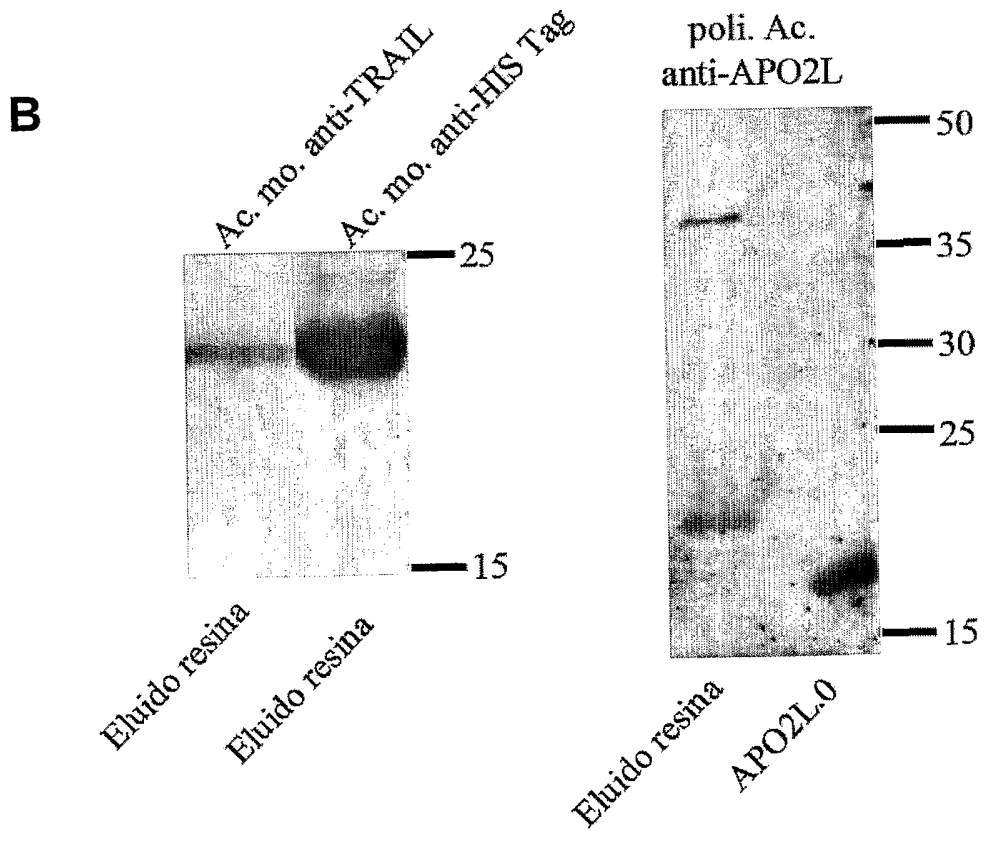 B
Ac. mo. anti-TRAIL
Ac. mo. anti-HIS Tag
25
15
Eluido resina
Eluido resina
poli. Ac.
anti-APO2L
50
35
30
25
15
Eluido resina
APO2L.0